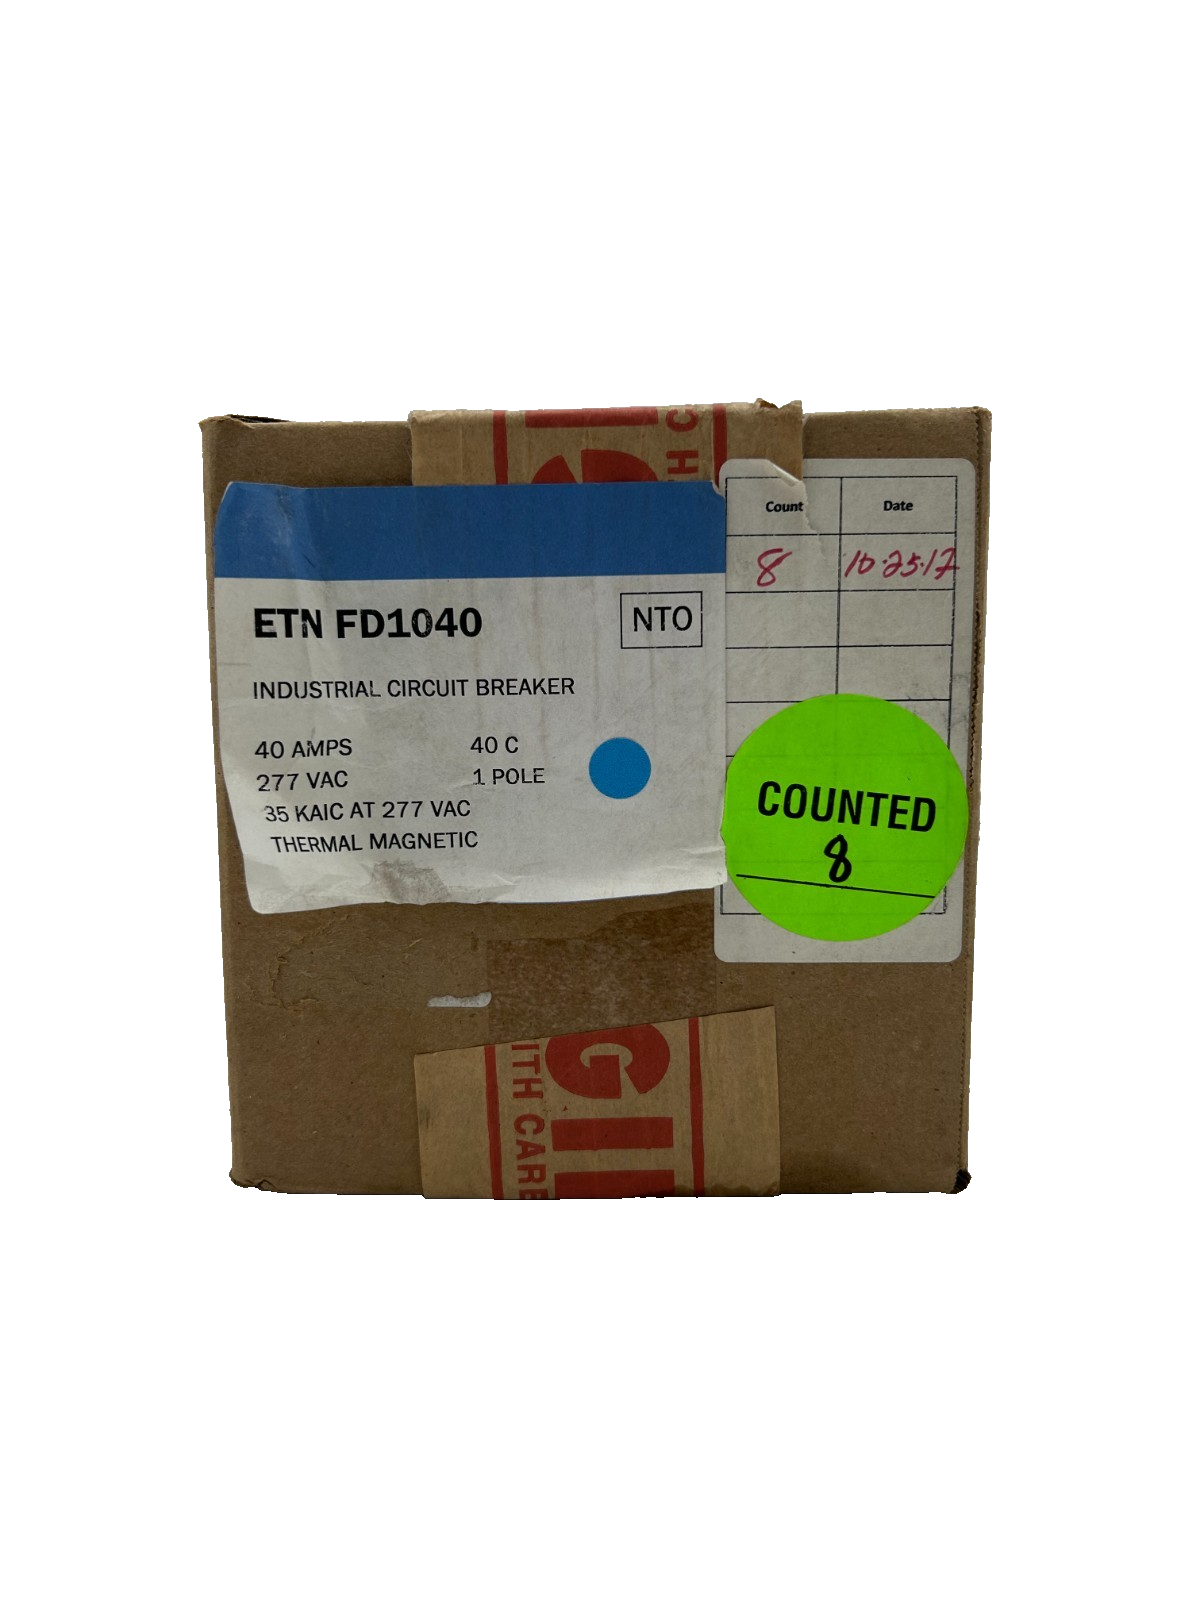 H C
ETN FD1040
NTO
INDUSTRIAL CIRCUIT BREAKER
40 AMPS 40 C
277 VAC 1 POLE
35 KAIC AT 277 VAC
THERMAL MAGNETIC
Count Date
8 10.25.17
COUNTED
8
GIL
ITH CARE